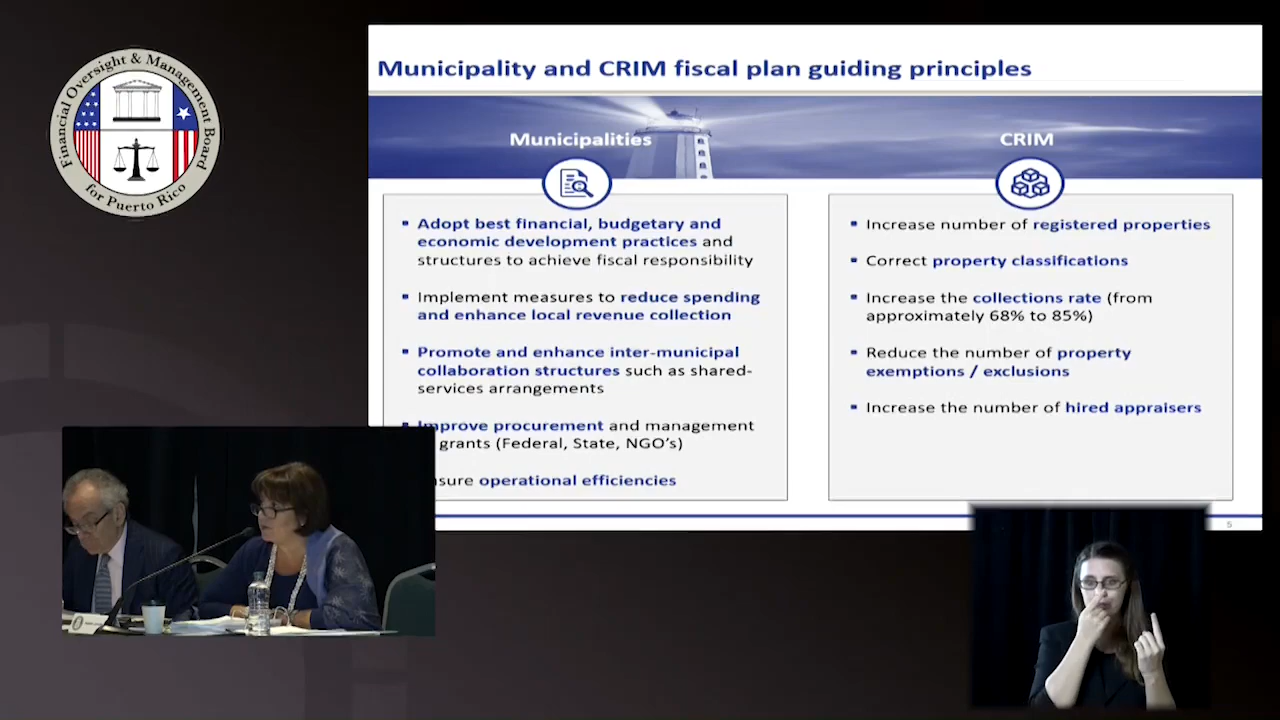 Financial Oversight & Management Board
for Puerto Rico
Municipality and CRIM fiscal plan guiding principles
Municipalities
Adopt best financial, budgetary and
economic development practices and
structures to achieve fiscal responsibility
Implement measures to reduce spending
and enhance local revenue collection
Promote and enhance inter-municipal
collaboration structures such as shared-
services arrangements
Improve procurement and management
grants (Federal, State, NGO's)
operational efficiencies
CRIM
Increase number of registered properties
Correct property classifications
Increase the collections rate (from
approximately 68% to 85%)
Reduce the number of property
exemptions / exclusions
Increase the number of hired appraisers
5